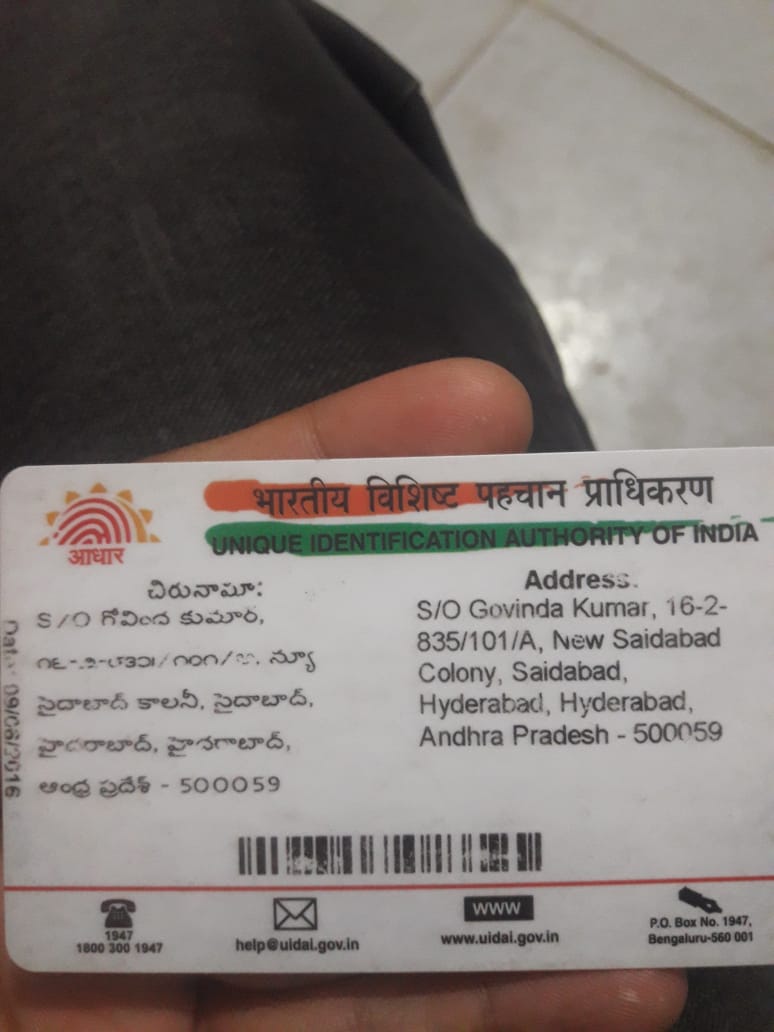 भारतीय विशिष्ट पहचान प्राधिकरण
UNIQUE IDENTIFICATION AUTHORITY OF INDIA
आधार
చిరునామా:
S/O గోవింద కుమార్,
న్యూ
సైదాబాద్ కాలనీ, సైదాబాద్,
హైదరాబాద్, హైదరాబాద్,
ఆంధ్ర ప్రదేశ్ - 500059
Address:
S/O Govinda Kumar, 16-2-
835/101/A, New Saidabad
Colony, Saidabad,
Hyderabad, Hyderabad,
Andhra Pradesh - 500059
Date: 09/08/2016
1947
1800 300 1947
help@uidai.gov.in
WWW
www.uidai.gov.in
P.O. Box No. 1947,
Bengaluru-560 001